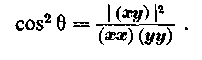 cos² θ = | (xy) |² / (xx) (yy) .